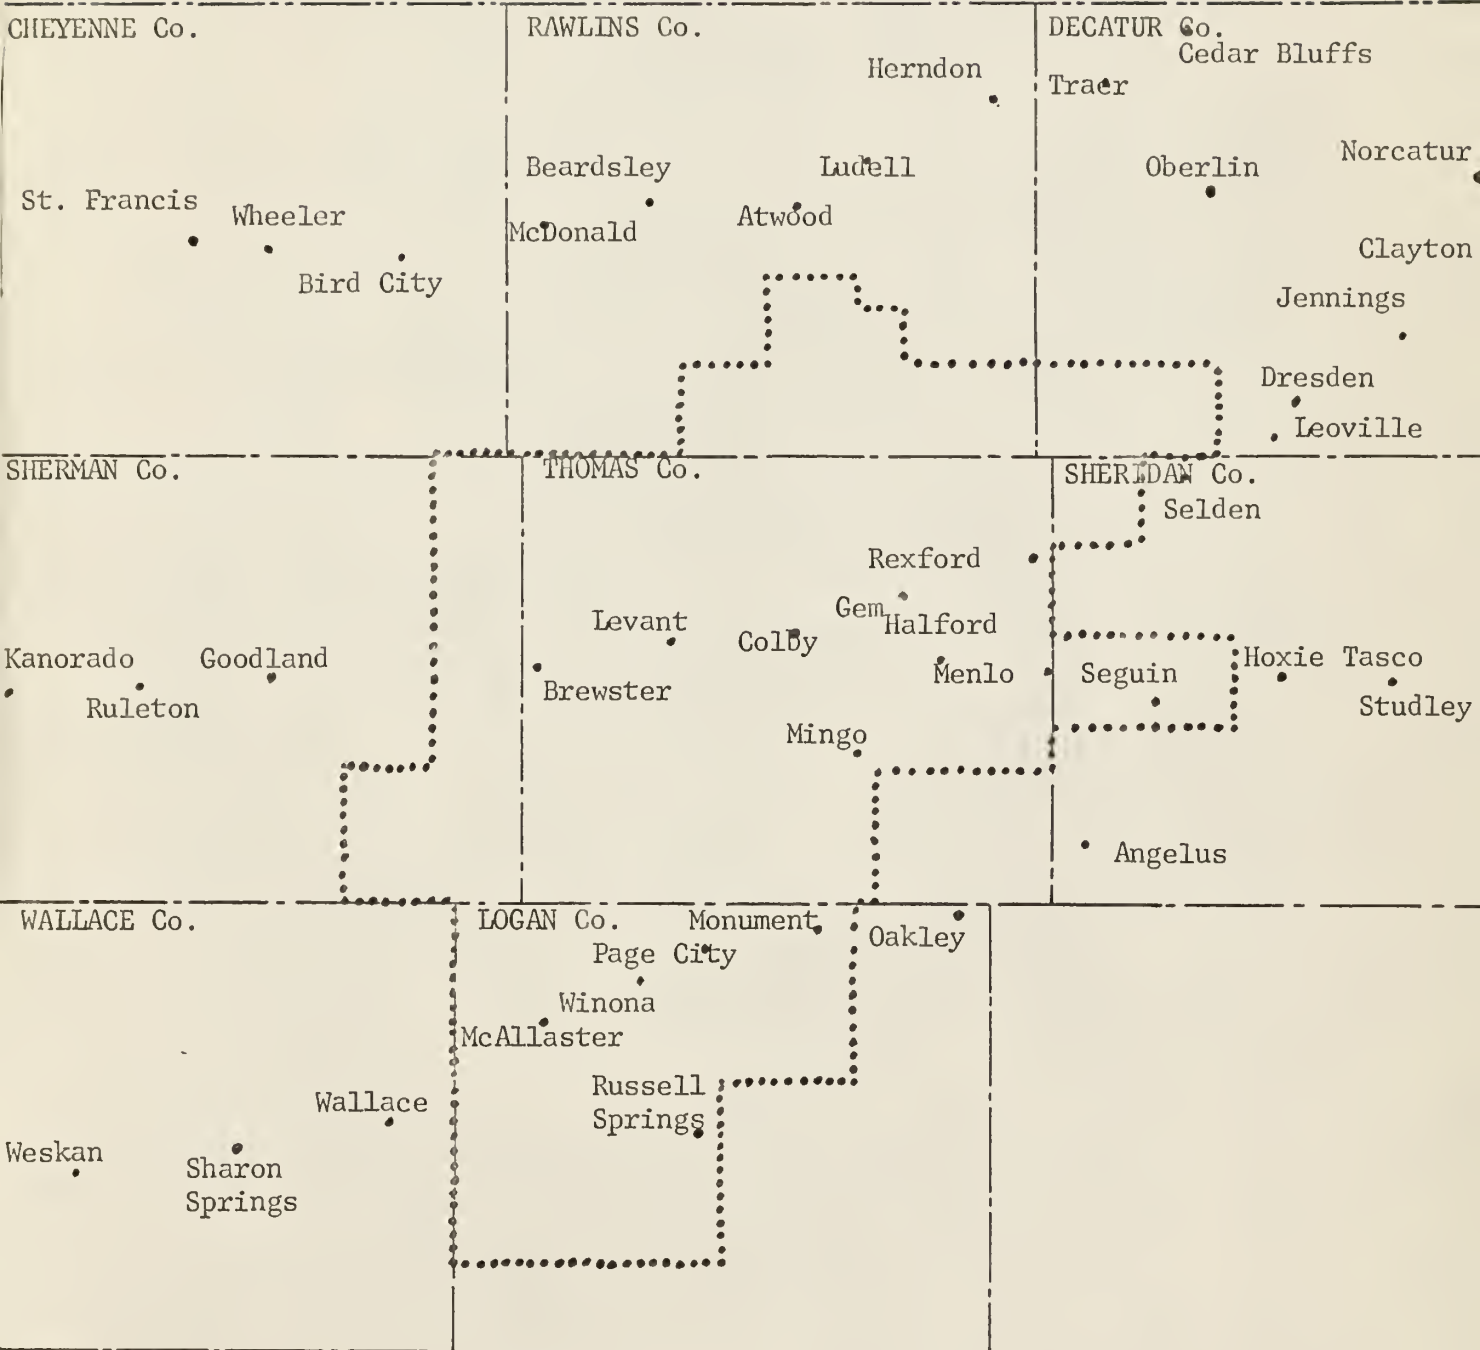 CHEYENNE Co.
RAWLINS Co.
DECATUR Co.
Cedar Bluffs
Herndon
Traer
Beardsley
Ludell
Oberlin
Norcatur
St. Francis
Wheeler
McDonald
Atwood
Clayton
Bird City
Jennings
Dresden
Leoville
SHERMAN Co.
THOMAS Co.
SHERIDAN Co.
Selden
Rexford
Levant
Gem
Halford
Colby
Kanorado
Goodland
Menlo
Seguin
Hoxie Tasco
Ruleton
Brewster
Studley
Mingo
Angelus
WALLACE Co.
LOGAN Co.
Monument
Oakley
Page City
Winona
McAllaster
Wallace
Russell
Springs
Weskan
Sharon
Springs